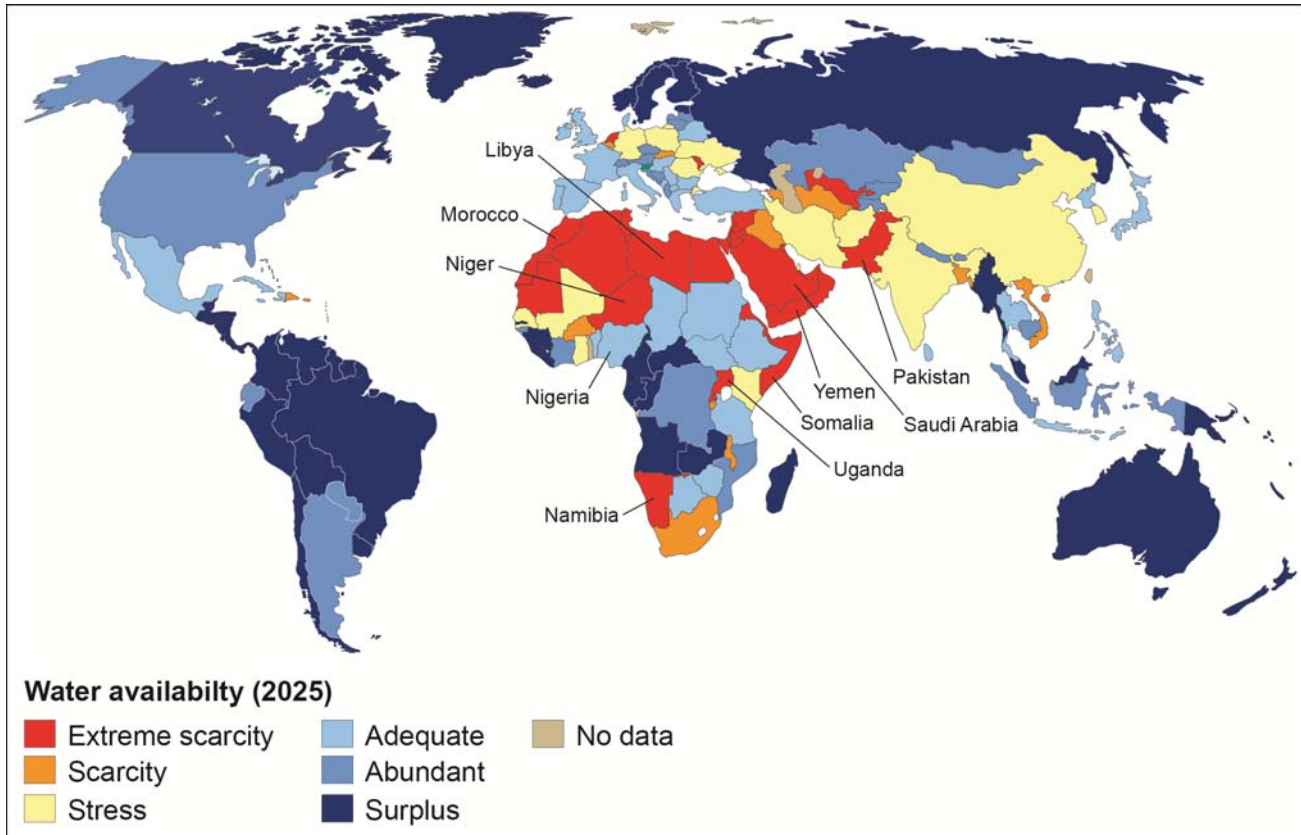 Libya
Morocco
Niger
Nigeria
Namibia
Pakistan
Yemen
Saudi Arabia
Somalia
Uganda
Water availabilty (2025)
Extreme scarcity
Scarcity
Stress
Adequate
Abundant
Surplus
No data